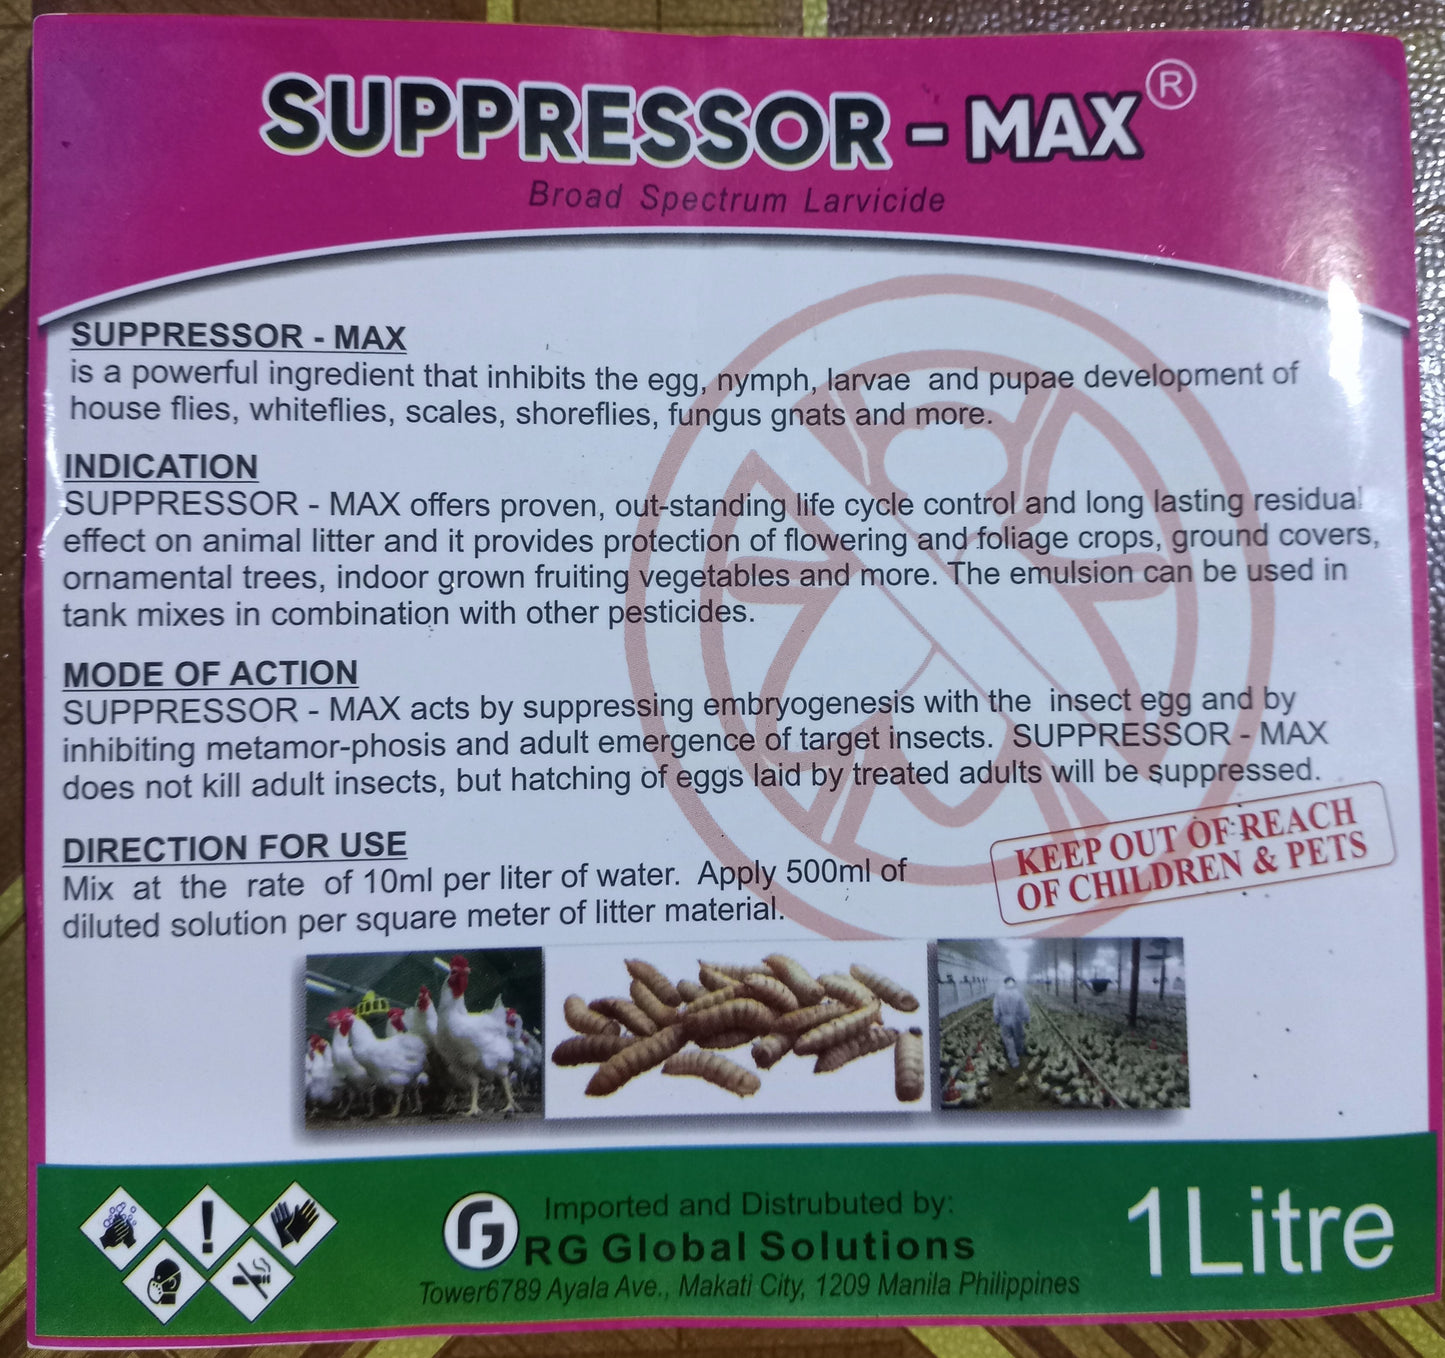 SUPPRESSOR - MAX®
Broad Spectrum Larvicide
SUPPRESSOR - MAX
is a powerful ingredient that inhibits the egg, nymph, larvae and pupae development of
house flies, whiteflies, scales, shoreflies, fungus gnats and more.
INDICATION
SUPPRESSOR - MAX offers proven, out-standing life cycle control and long lasting residual
effect on animal litter and it provides protection of flowering and foliage crops, ground covers,
ornamental trees, indoor grown fruiting vegetables and more. The emulsion can be used in
tank mixes in combination with other pesticides.
MODE OF ACTION
SUPPRESSOR - MAX acts by suppressing embryogenesis with the insect egg and by
inhibiting metamor-phosis and adult emergence of target insects. SUPPRESSOR - MAX
does not kill adult insects, but hatching of eggs laid by treated adults will be suppressed.
DIRECTION FOR USE
Mix at the rate of 10ml per liter of water. Apply 500ml of
diluted solution per square meter of litter material.
KEEP OUT OF REACH
OF CHILDREN & PETS
Imported and Distrubuted by:
RG Global Solutions
Tower6789 Ayala Ave., Makati City, 1209 Manila Philippines
1Litre